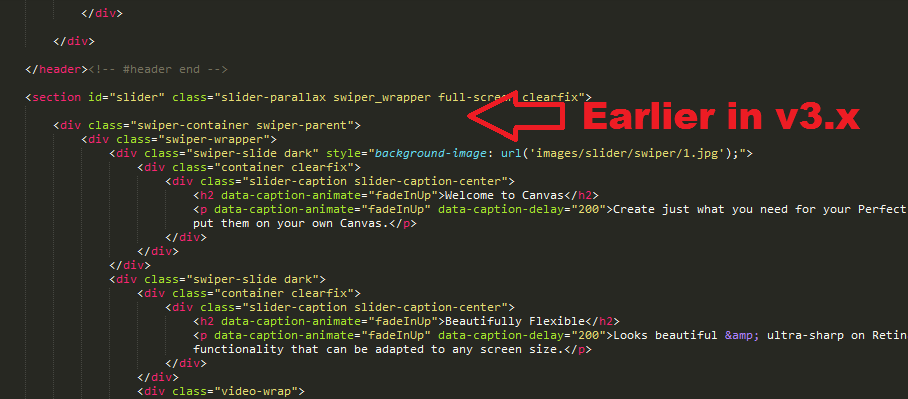 </div>
</div>
</header><!-- #header end -->
<section id="slider" class="slider-parallax swiper_wrapper full-screen clearfix">
Earlier in v3.x
<div class="swiper-container swiper-parent">
<div class="swiper-wrapper">
<div class="swiper-slide dark" style="background-image: url('images/slider/swiper/1.jpg');">
<div class="container clearfix">
<div class="slider-caption slider-caption-center">
<h2 data-caption-animate="fadeInUp">Welcome to Canvas</h2>
<p data-caption-animate="fadeInUp" data-caption-delay="200">Create just what you need for your Perfect
put them on your own Canvas.</p>
</div>
</div>
</div>
<div class="swiper-slide dark">
<div class="container clearfix">
<div class="slider-caption slider-caption-center">
<h2 data-caption-animate="fadeInUp">Beautifully Flexible</h2>
<p data-caption-animate="fadeInUp" data-caption-delay="200">Looks beautiful &amp; ultra-sharp on Retin
functionality that can be adapted to any screen size.</p>
</div>
</div>
<div class="video-wrap">